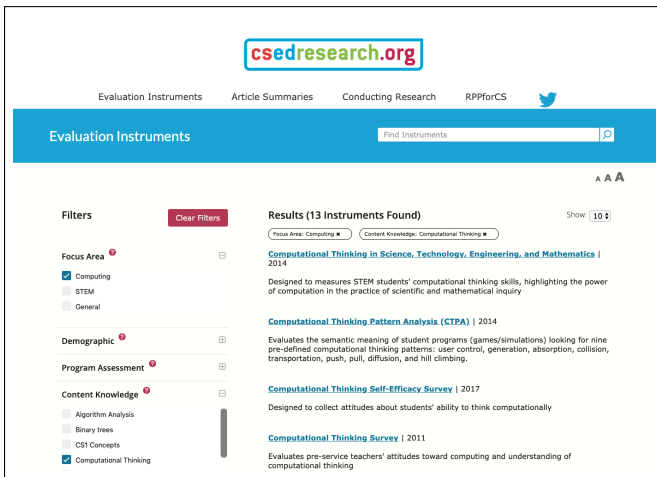 csedresearch.org
Evaluation Instruments Article Summaries Conducting Research RPPforCS
Evaluation Instruments
Find Instruments
A A A
Filters
Clear Filters
Focus Area ?
Computing
STEM
General
Demographic ?
Program Assessment ?
Content Knowledge ?
Algorithm Analysis
Binary trees
CS1 Concepts
Computational Thinking
Results (13 Instruments Found)
Show: 10
Focus Area: Computing ✖ Content Knowledge: Computational Thinking ✖
Computational Thinking in Science, Technology, Engineering, and Mathematics |
2014
Designed to measures STEM students' computational thinking skills, highlighting the power
of computation in the practice of scientific and mathematical inquiry
Computational Thinking Pattern Analysis (CTPA) | 2014
Evaluates the semantic meaning of student programs (games/simulations) looking for nine
pre-defined computational thinking patterns: user control, generation, absorption, collision,
transportation, push, pull, diffusion, and hill climbing.
Computational Thinking Self-Efficacy Survey | 2017
Designed to collect attitudes about students' ability to think computationally
Computational Thinking Survey | 2011
Evaluates pre-service teachers' attitudes toward computing and understanding of
computational thinking